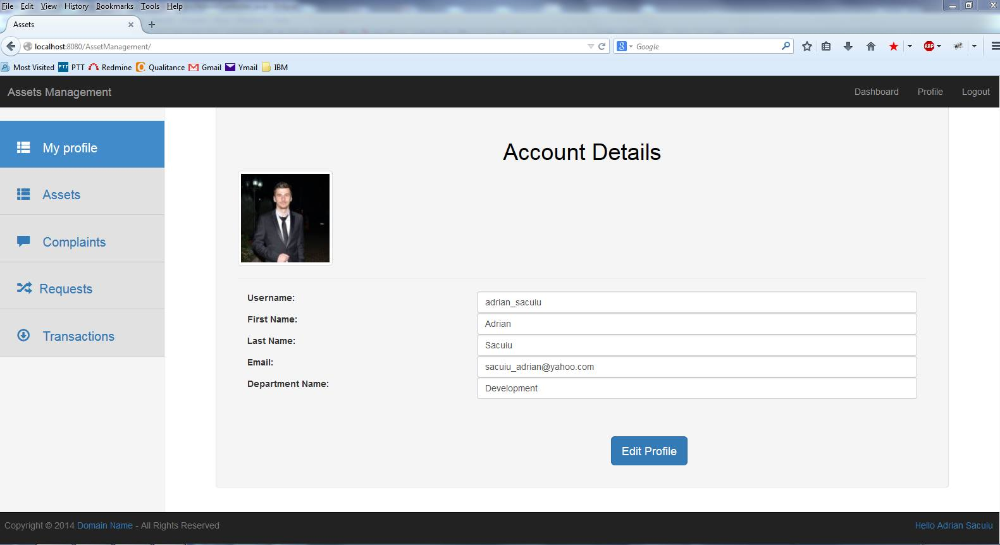 File Edit View History Bookmarks Tools Help
Assets
localhost:8080/AssetManagement/
Google
ABP
Most Visited PTT PTT Redmine Qualitance Gmail Ymail IBM
Assets Management
Dashboard Profile Logout
My profile
Assets
Complaints
Requests
Transactions
Account Details
Username: adrian_sacuiu
First Name: Adrian
Last Name: Sacuiu
Email: sacuiu_adrian@yahoo.com
Department Name: Development
Edit Profile
Copyright © 2014 Domain Name - All Rights Reserved
Hello Adrian Sacuiu